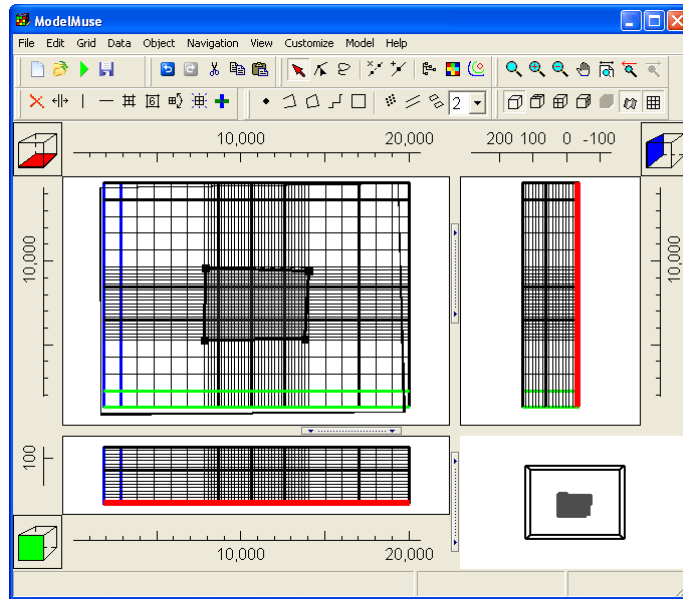 ModelMuse
File Edit Grid Data Object Navigation View Customize Model Help
6 2
10,000 20,000 200 100 0 -100
10,000 10,000
100
10,000 20,000